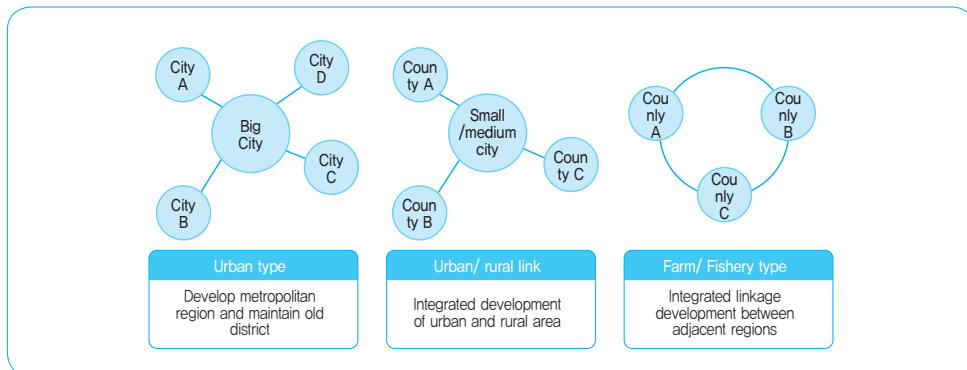 City
A
City
D
Big
City
City
C
City
B
Coun
ty A
Small
/medium
city
Coun
ty C
Coun
ty B
Cou
nly
A
Cou
nly
B
Cou
nly
C
Urban type
Develop metropolitan
region and maintain old
district
Urban/ rural link
Integrated development
of urban and rural area
Farm/ Fishery type
Integrated linkage
development between
adjacent regions